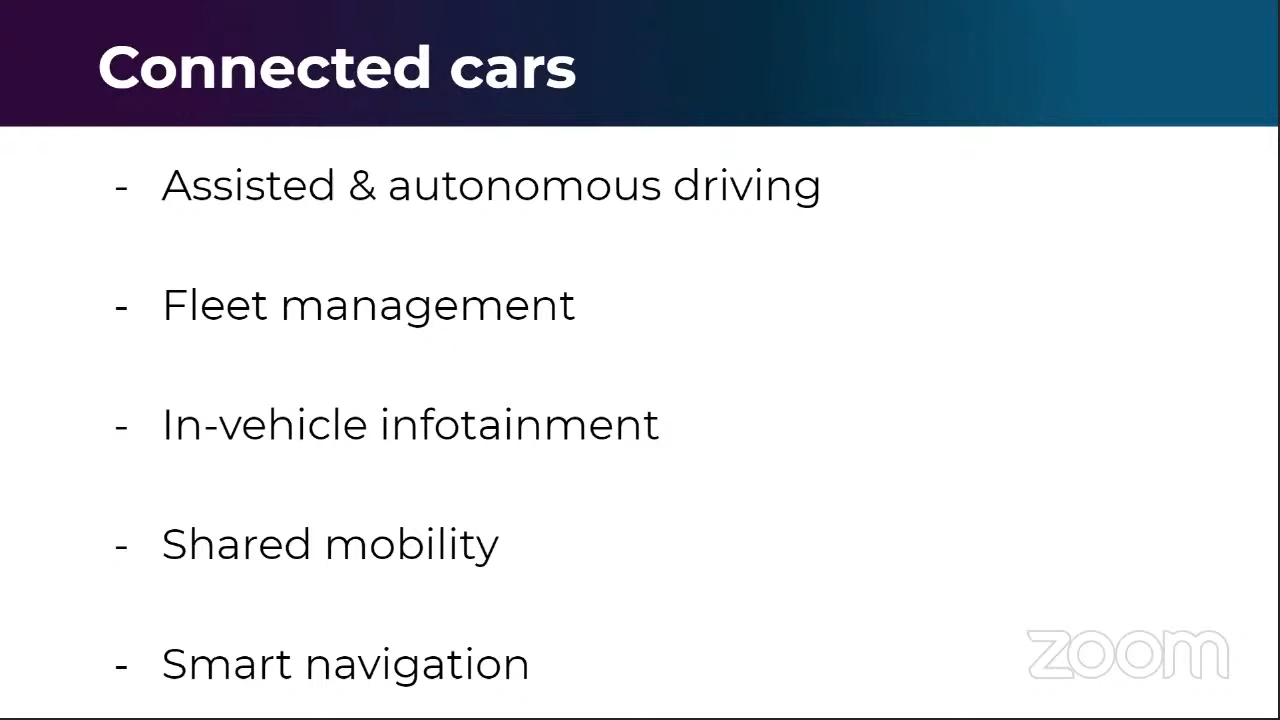 Connected cars
- Assisted & autonomous driving
- Fleet management
- In-vehicle infotainment
- Shared mobility
- Smart navigation
zoom